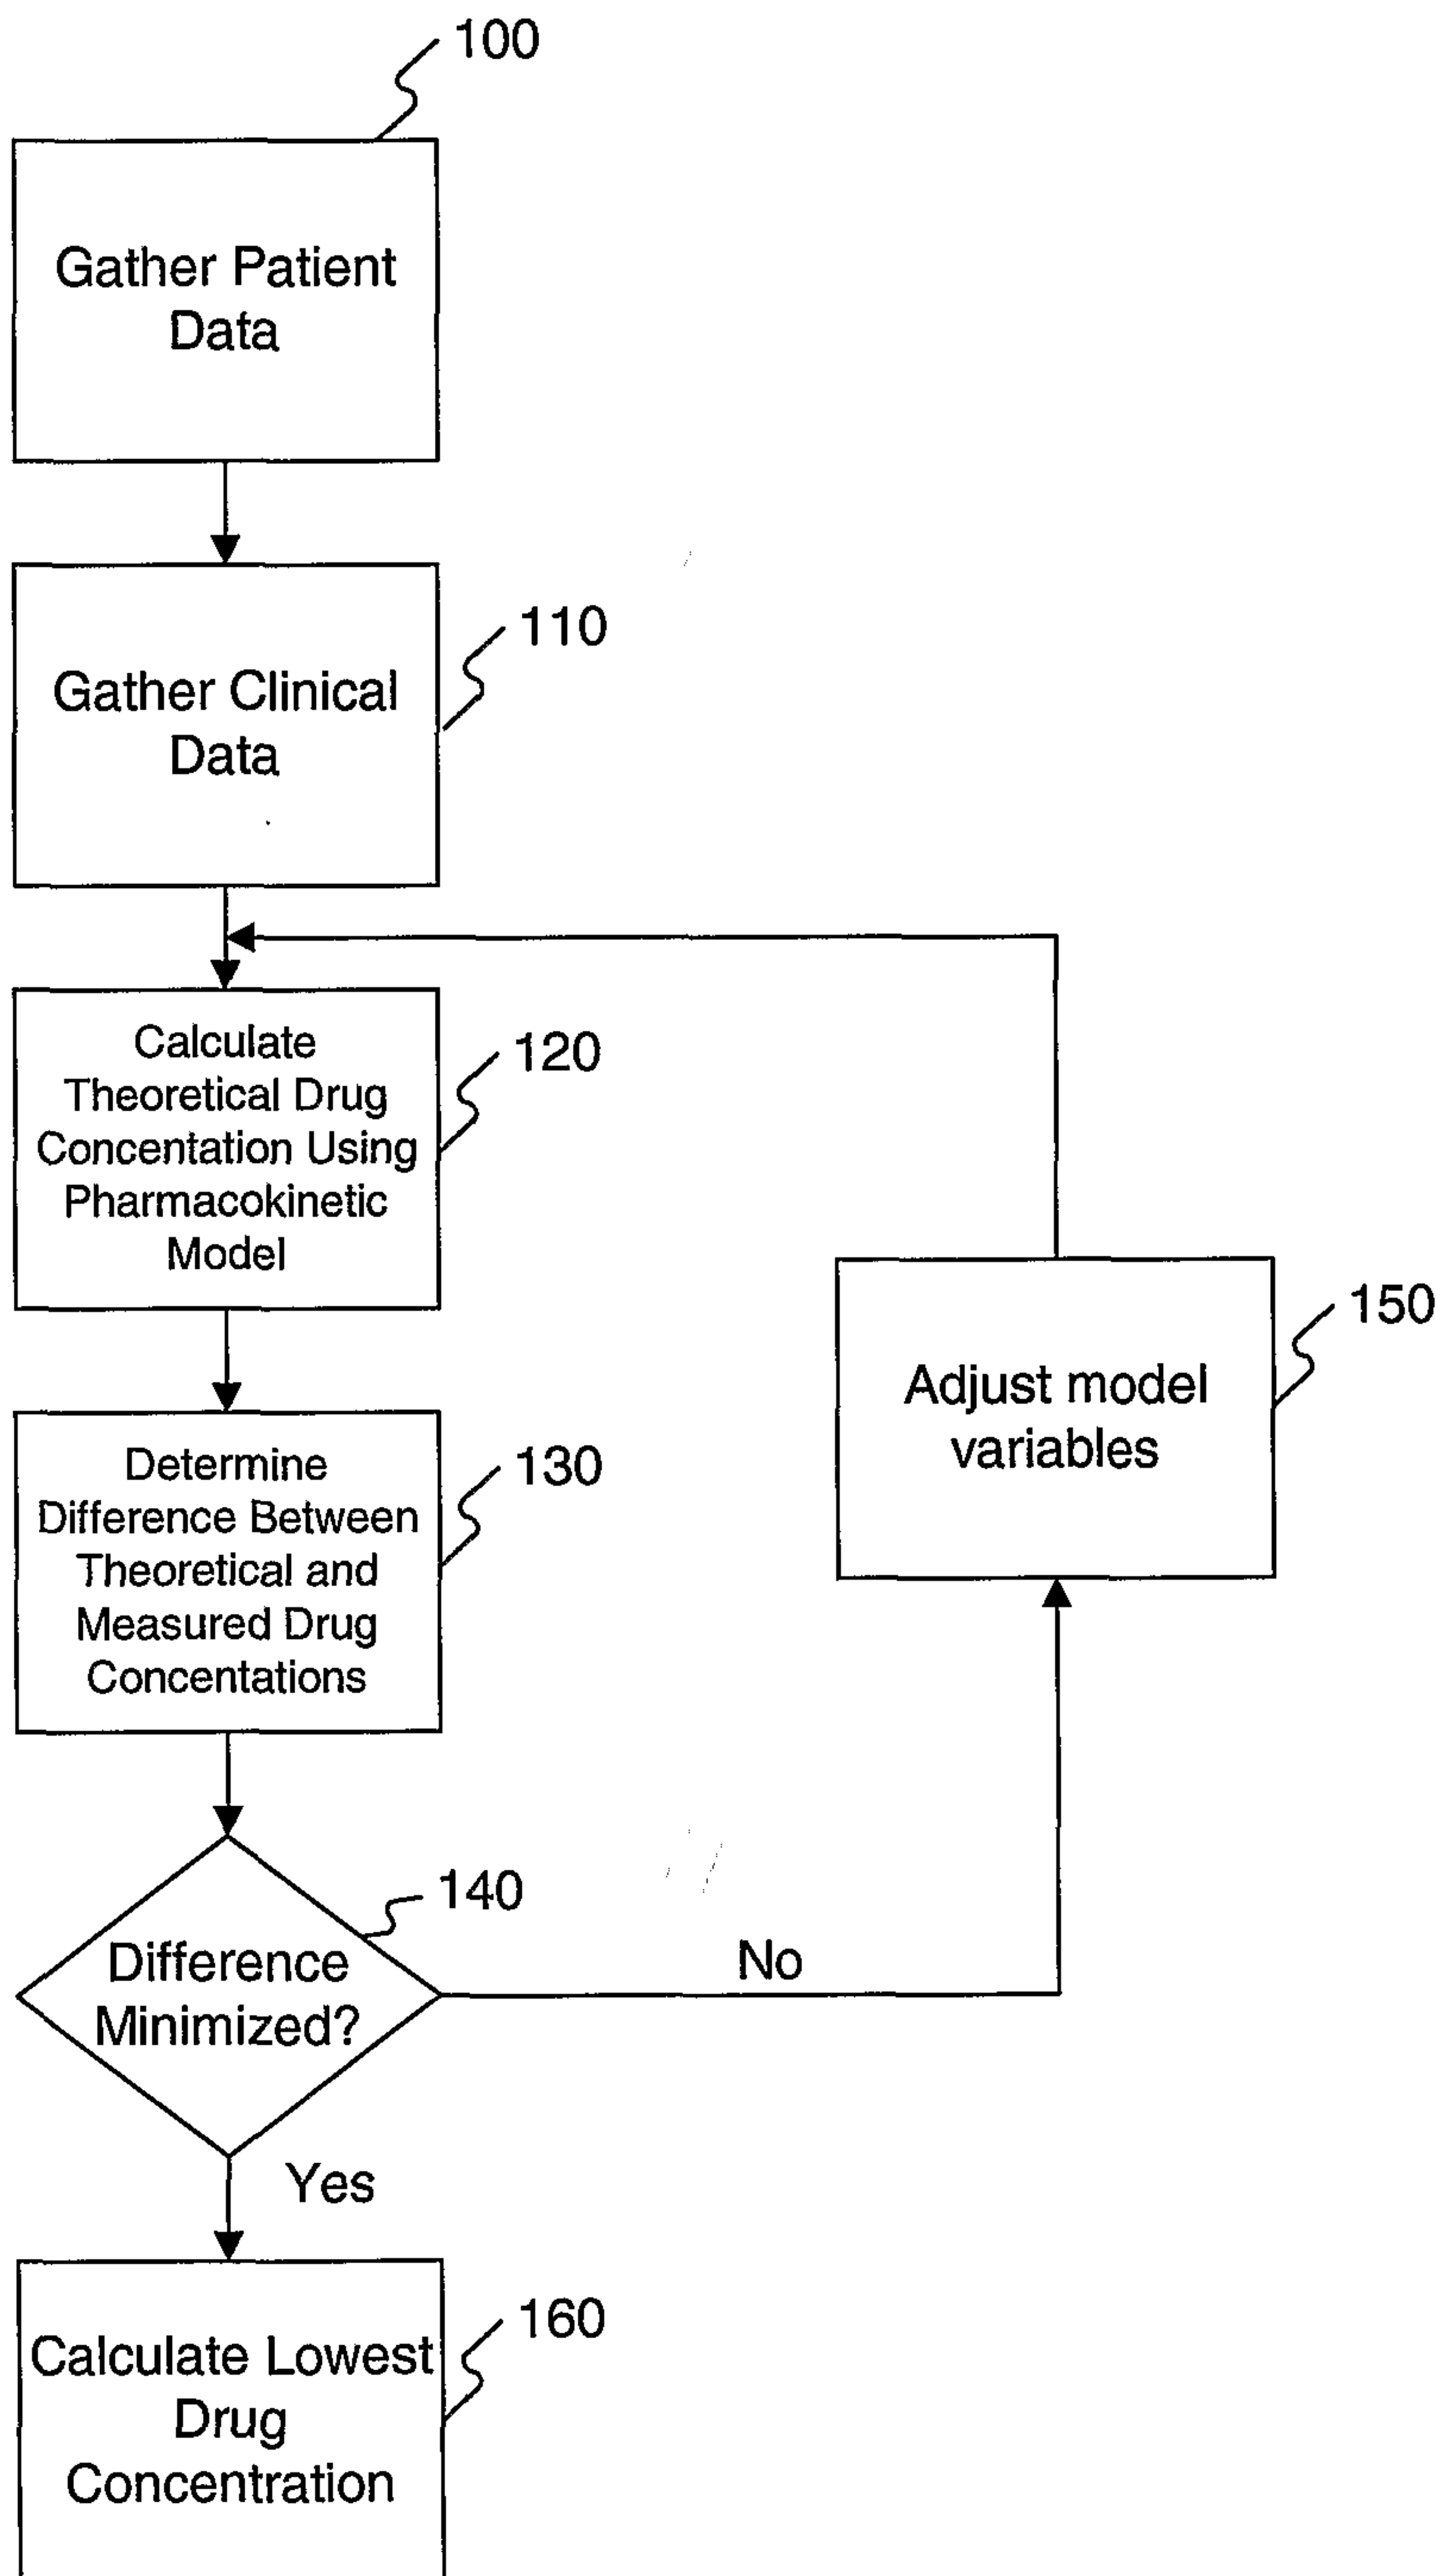 100
Gather Patient
Data
110
Gather Clinical
Data
120
Calculate
Theoretical Drug
Concentation Using
Pharmacokinetic
Model
150
Adjust model
variables
130
Determine
Difference Between
Theoretical and
Measured Drug
Concentations
140
Difference
Minimized?
No
Yes
160
Calculate Lowest
Drug
Concentration